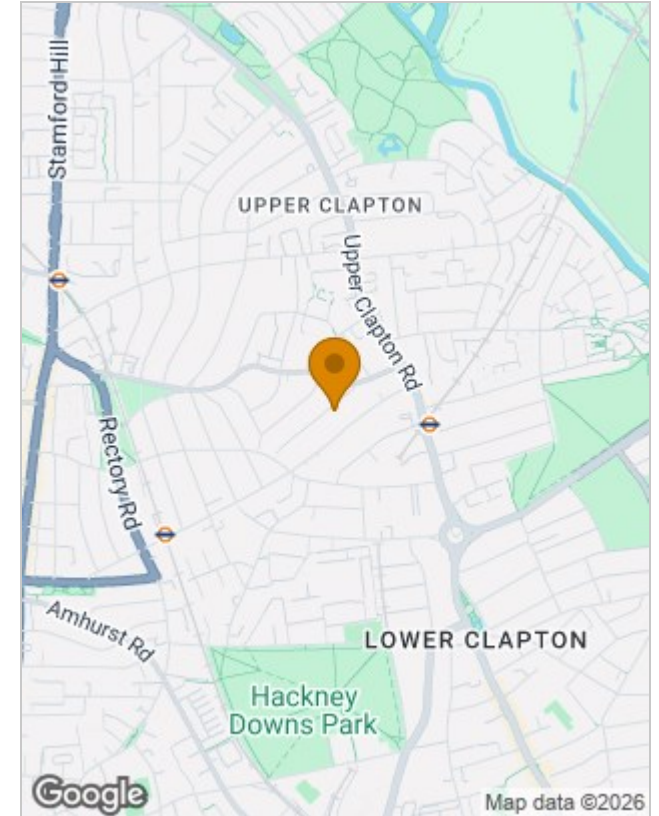 Stamford Hill
UPPER CLAPTON
Upper Clapton Rd
Rectory Rd
Amhurst Rd
LOWER CLAPTON
Hackney
Downs Park
Google
Map data ©2026